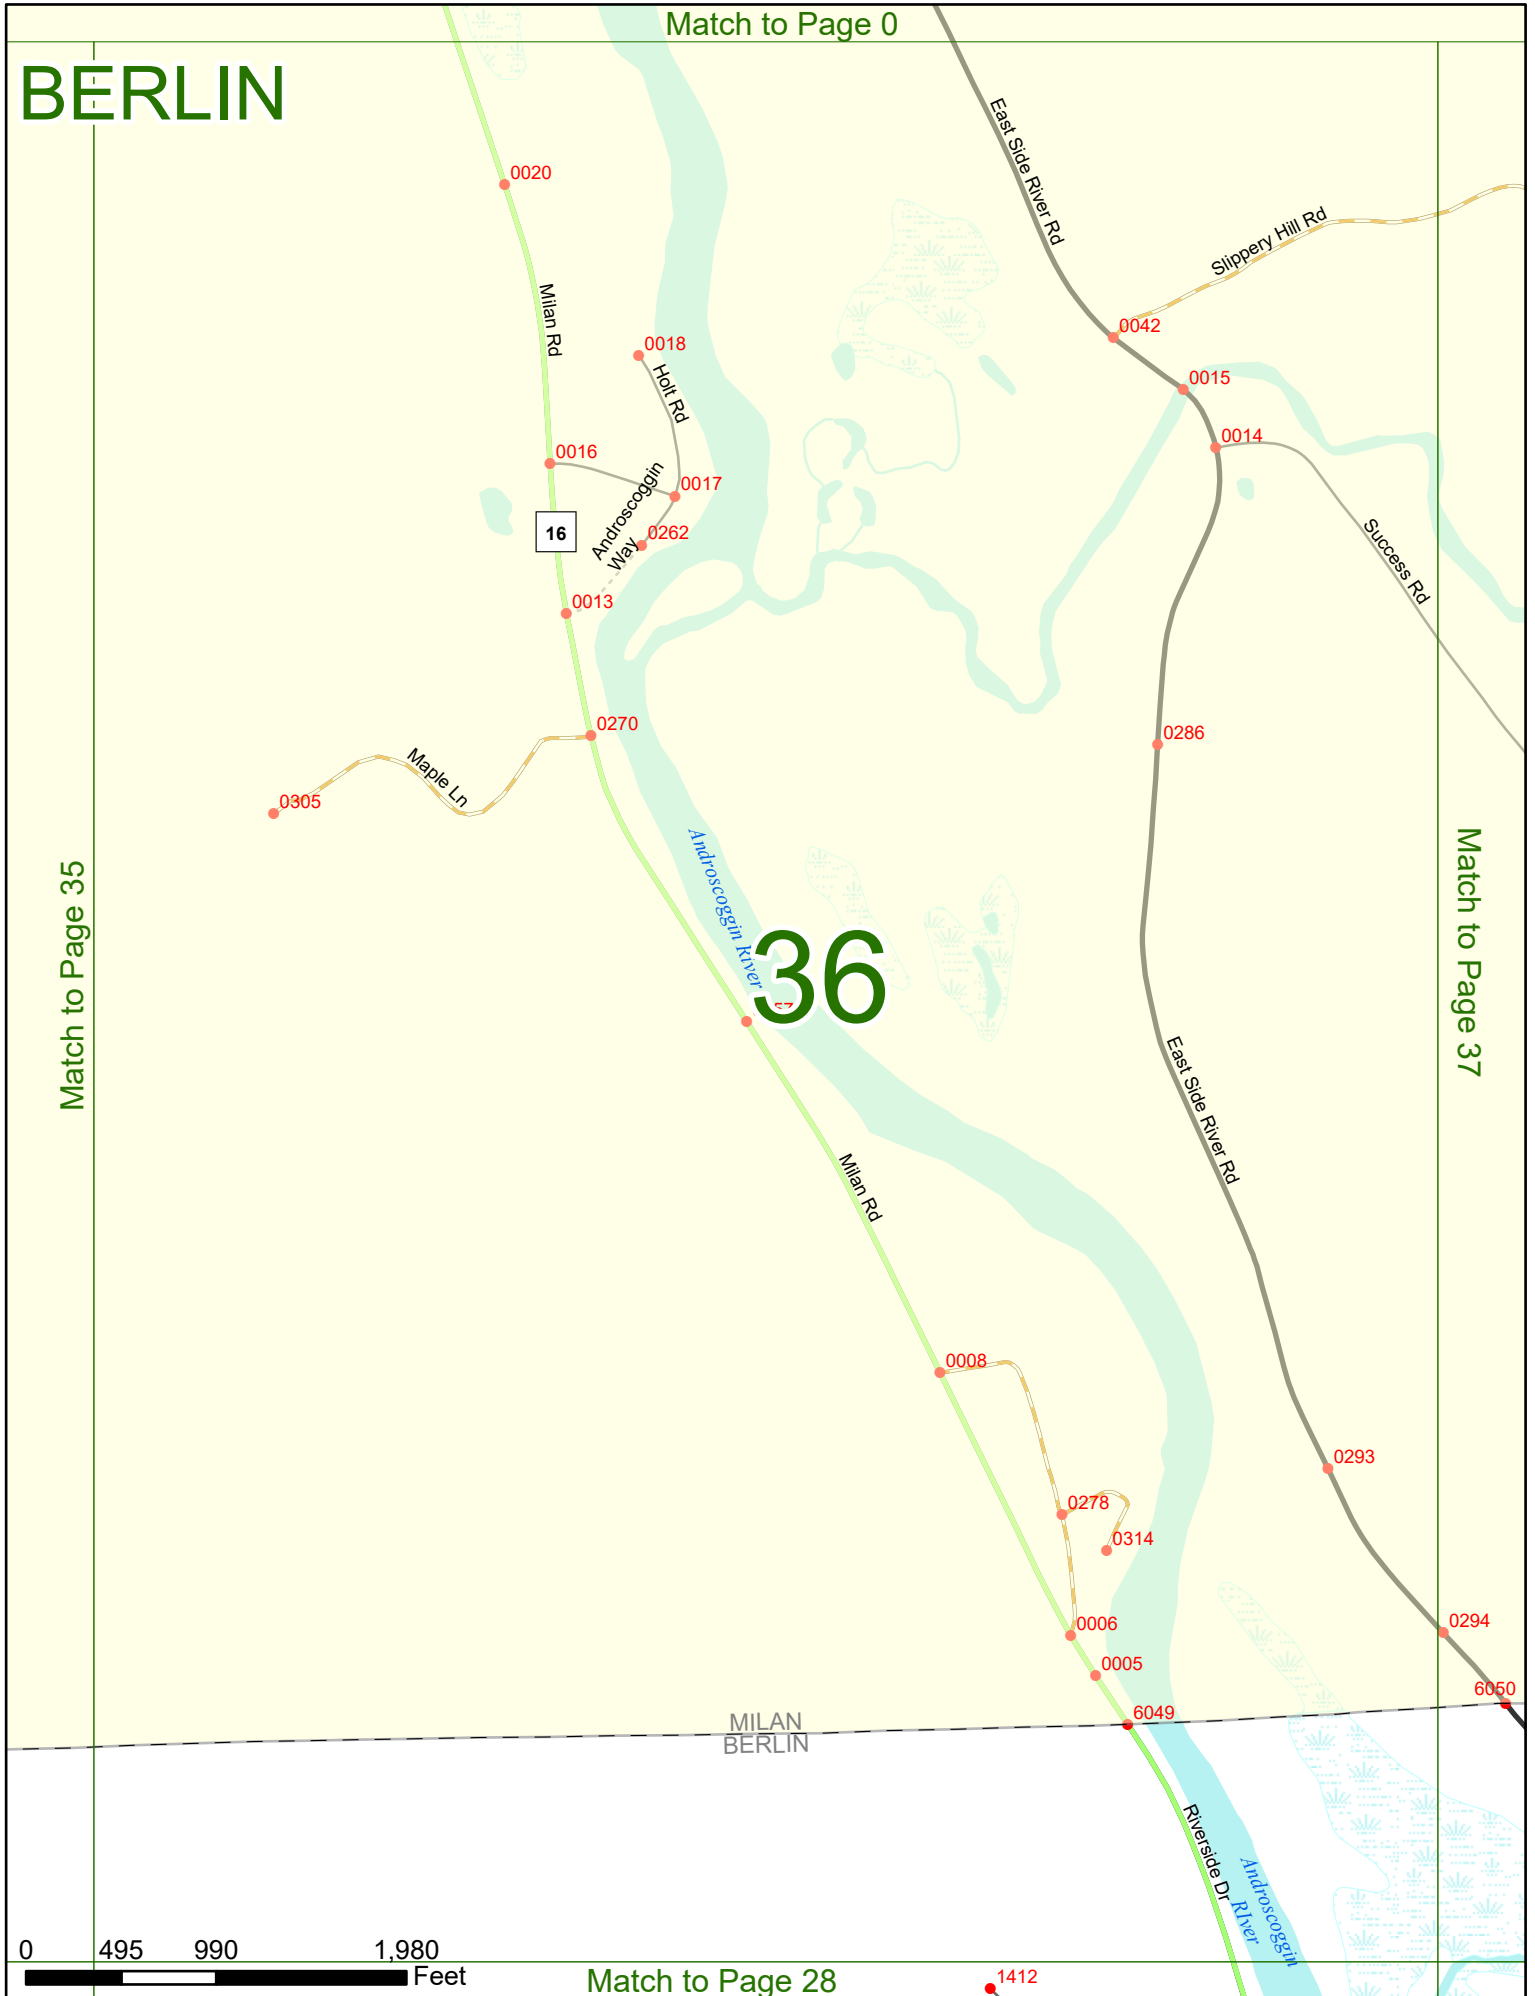 Match to Page 0
BERLIN
East Side River Rd
0020
Slippery Hill Rd
Milan Rd
0042
0018
Holt Rd
0015
0014
0016
0017
Androscoggin
Way
16
0262
Success Rd
0013
0270
0286
Maple Ln
0305
Androscoggin River
Match to Page 35
Match to Page 37
36
East Side River Rd
Milan Rd
0008
0293
0278
0314
0006
0294
0005
6050
6049
MILAN
BERLIN
Riverside Dr
Androscoggin
RIver
0 495 990 1,980
Feet
Match to Page 28
1412